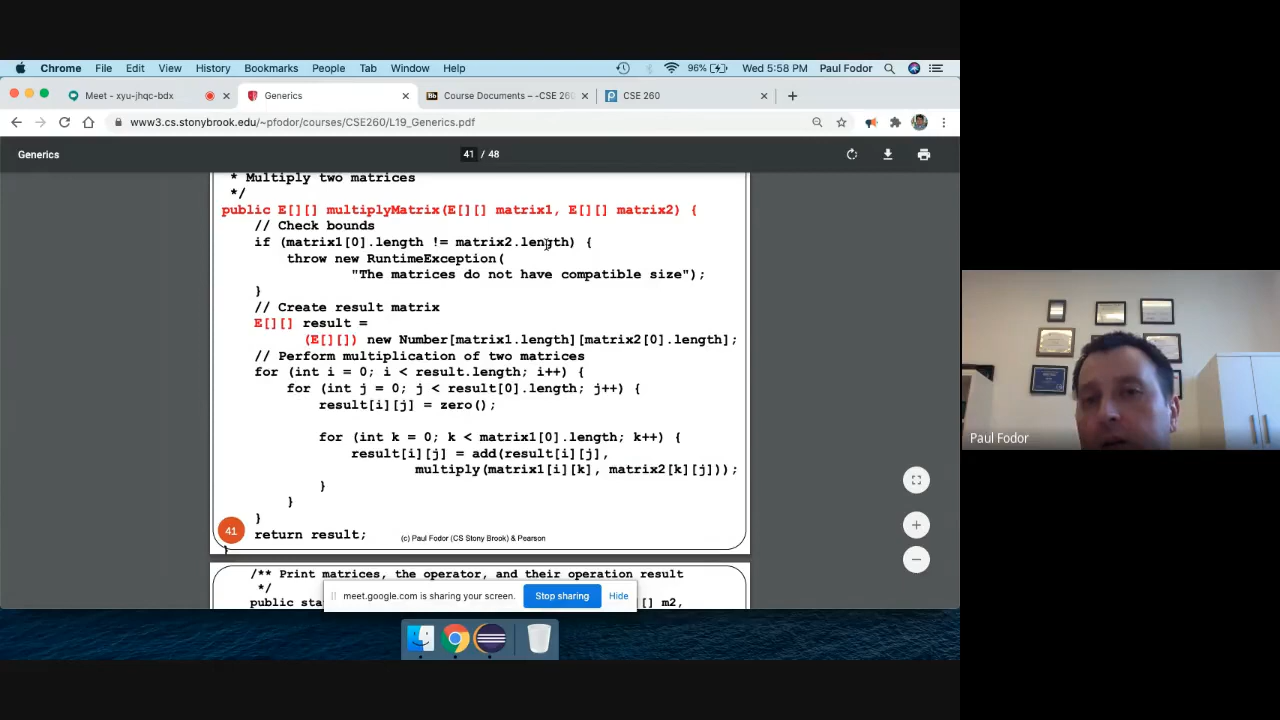 Chrome File Edit View History Bookmarks People Tab Window Help 96% Wed 5:58 PM Paul Fodor
Meet - xyu-jhqc-bdx Generics Bb Course Documents – -CSE 260 CSE 260
www3.cs.stonybrook.edu/~pfodor/courses/CSE260/L19_Generics.pdf
Generics 41 / 48
* Multiply two matrices
*/
public E[][] multiplyMatrix(E[][] matrix1, E[][] matrix2) {
// Check bounds
if (matrix1[0].length != matrix2.length) {
throw new RuntimeException(
"The matrices do not have compatible size");
}
// Create result matrix
E[][] result =
(E[][]) new Number[matrix1.length][matrix2[0].length];
// Perform multiplication of two matrices
for (int i = 0; i < result.length; i++) {
for (int j = 0; j < result[0].length; j++) {
result[i][j] = zero();
for (int k = 0; k < matrix1[0].length; k++) {
result[i][j] = add(result[i][j],
multiply(matrix1[i][k], matrix2[k][j]));
}
}
}
return result;
}
41
(c) Paul Fodor (CS Stony Brook) & Pearson
/** Print matrices, the operator, and their operation result
*/
public sta [] m2,
meet.google.com is sharing your screen. Stop sharing Hide
Paul Fodor